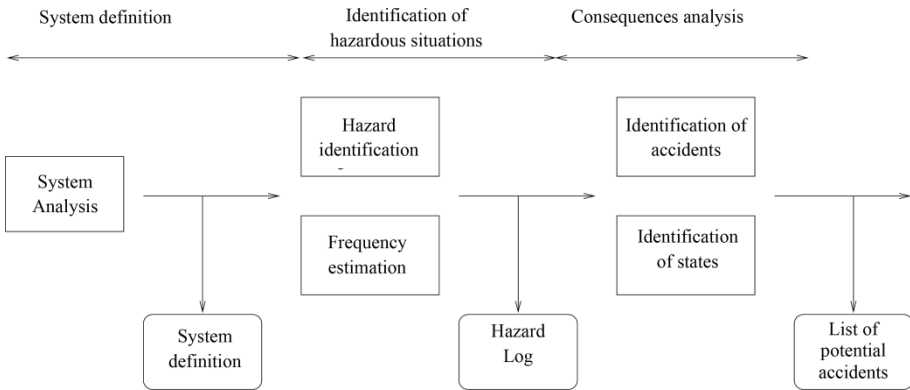 System definition
Identification of
hazardous situations
Consequences analysis
Hazard
identification
Identification of
accidents
System
Analysis
Frequency
estimation
Identification
of states
System
definition
Hazard
Log
List of
potential
accidents